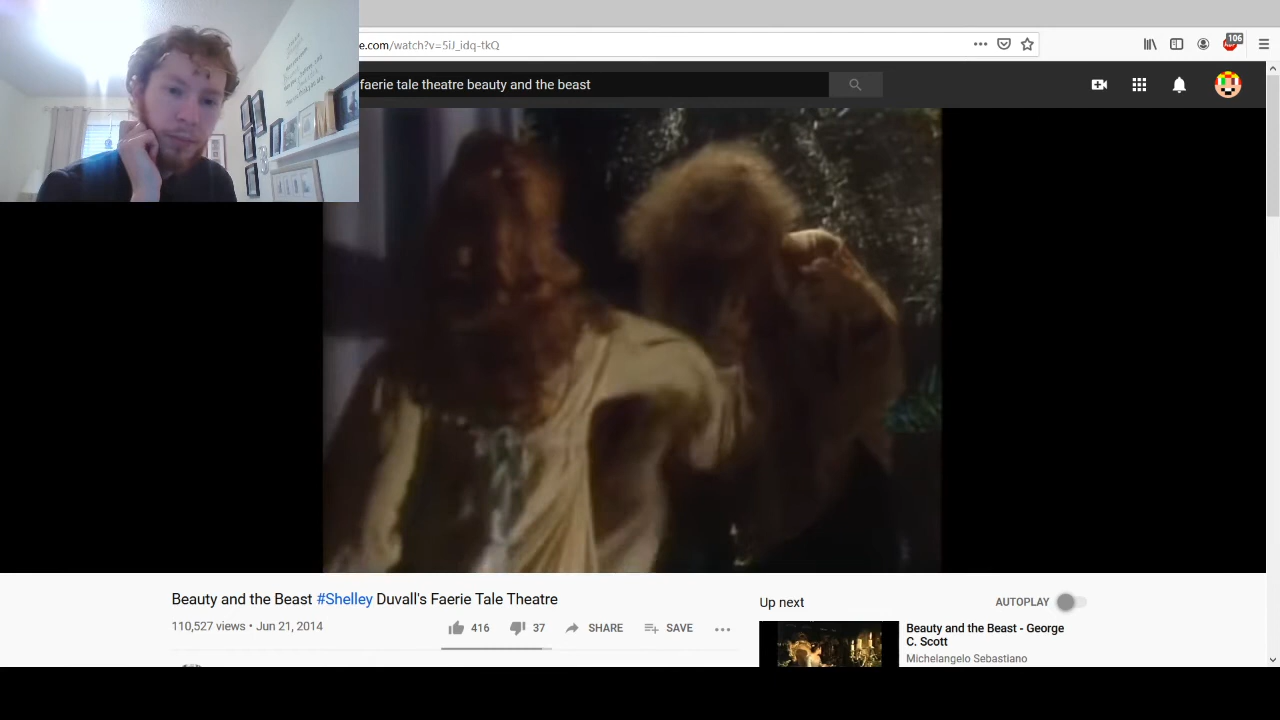 e.com/watch?v=5iJ_idq-tkQ
106
faerie tale theatre beauty and the beast
Beauty and the Beast #Shelley Duvall's Faerie Tale Theatre
110,527 views • Jun 21, 2014
416
37
SHARE
SAVE
Up next
AUTOPLAY
Beauty and the Beast - George
C. Scott
Michelangelo Sebastiano